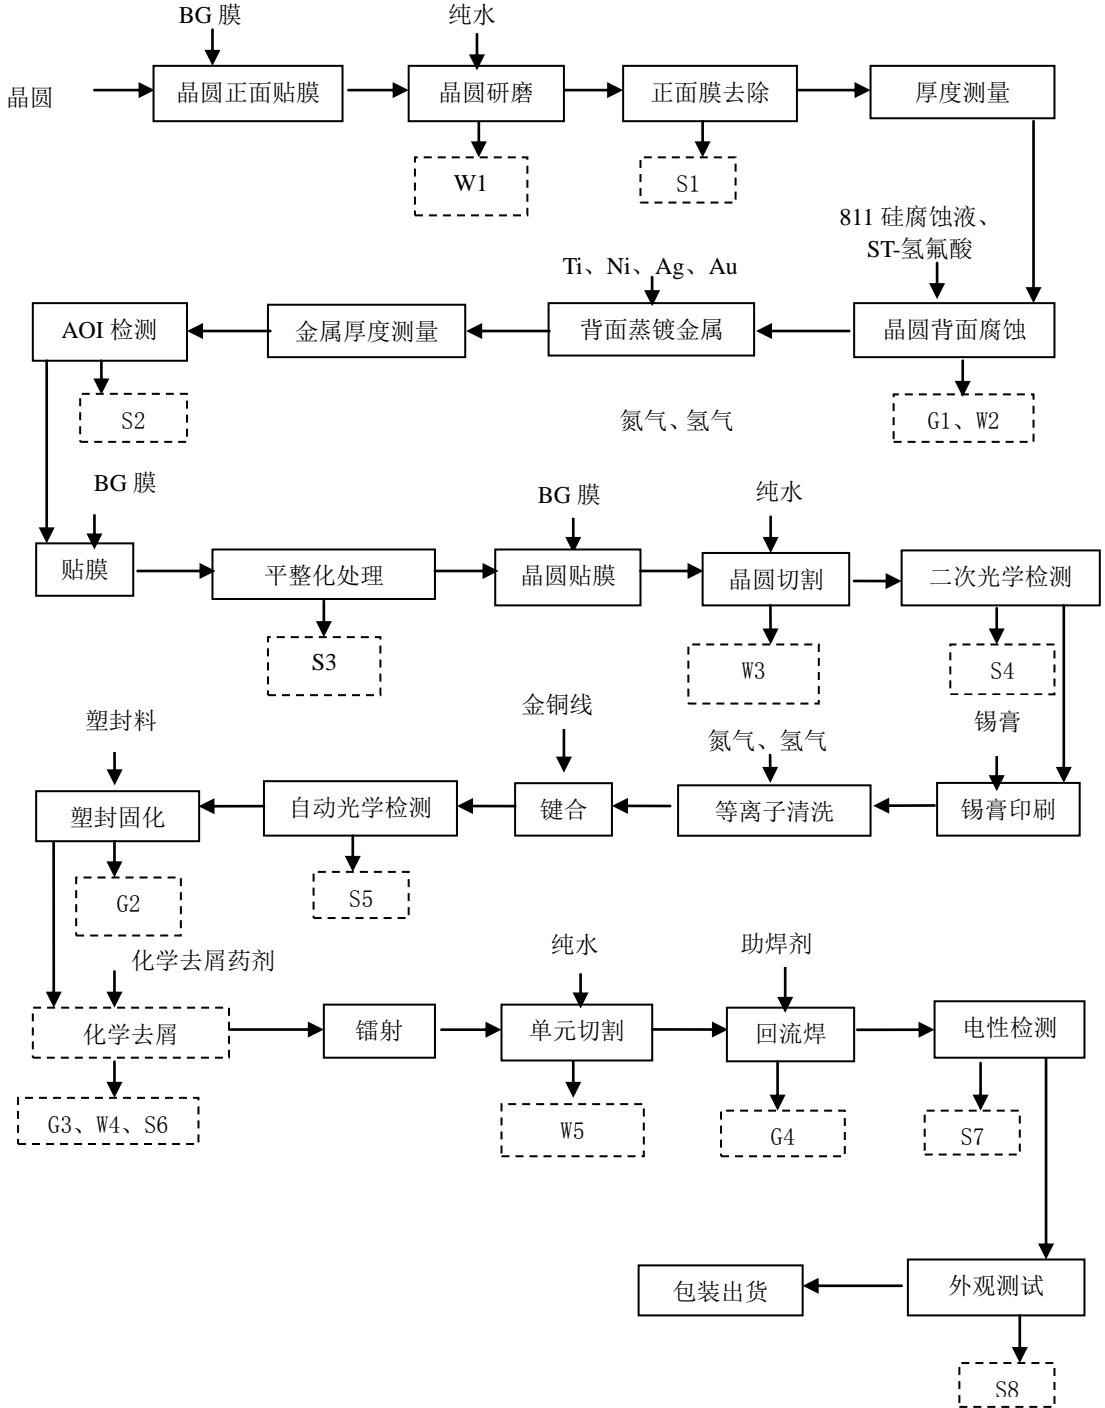 BG 膜
纯水
晶圆
晶圆正面贴膜
晶圆研磨
正面膜去除
厚度测量
W1
S1
811 硅腐蚀液、
ST-氢氟酸
Ti、Ni、Ag、Au
AOI 检测
金属厚度测量
背面蒸镀金属
晶圆背面腐蚀
S2
氮气、氢气
G1、W2
BG 膜
BG 膜
纯水
贴膜
平整化处理
晶圆贴膜
晶圆切割
二次光学检测
S3
W3
S4
塑封料
金铜线
氮气、氢气
锡膏
塑封固化
自动光学检测
键合
等离子清洗
锡膏印刷
G2
S5
化学去屑药剂
纯水
助焊剂
化学去屑
镭射
单元切割
回流焊
电性检测
G3、W4、S6
W5
G4
S7
包装出货
外观测试
S8